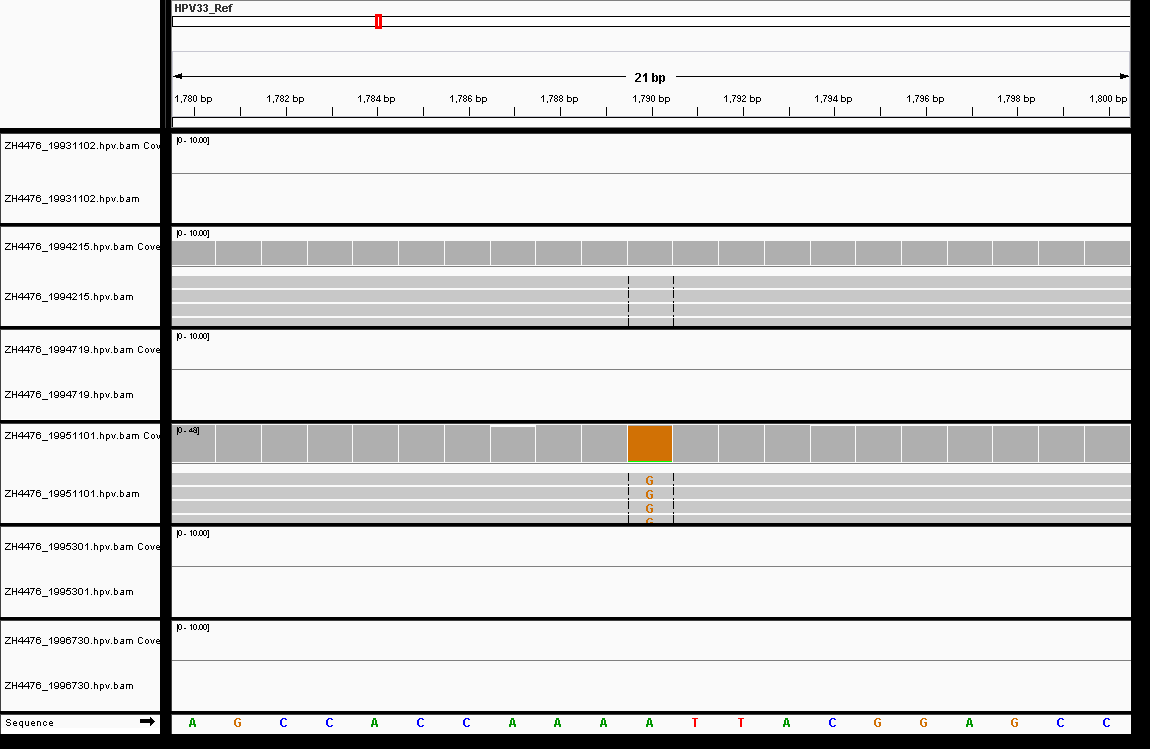 HPV33_Ref
21 bp
1,780 bp 1,782 bp 1,784 bp 1,786 bp 1,788 bp 1,790 bp 1,792 bp 1,794 bp 1,796 bp 1,798 bp 1,800 bp
ZH4476_19931102.hpv.bam Cov
[0 - 10.00]
ZH4476_19931102.hpv.bam
ZH4476_1994215.hpv.bam Cove
[0 - 10.00]
ZH4476_1994215.hpv.bam
ZH4476_1994719.hpv.bam Cove
[0 - 10.00]
ZH4476_1994719.hpv.bam
ZH4476_19951101.hpv.bam Cov
[0 - 48]
ZH4476_19951101.hpv.bam
G
G
G
G
ZH4476_1995301.hpv.bam Cove
[0 - 10.00]
ZH4476_1995301.hpv.bam
ZH4476_1996730.hpv.bam Cove
[0 - 10.00]
ZH4476_1996730.hpv.bam
Sequence A G C C A C C A A A A T T A C G G A G C C